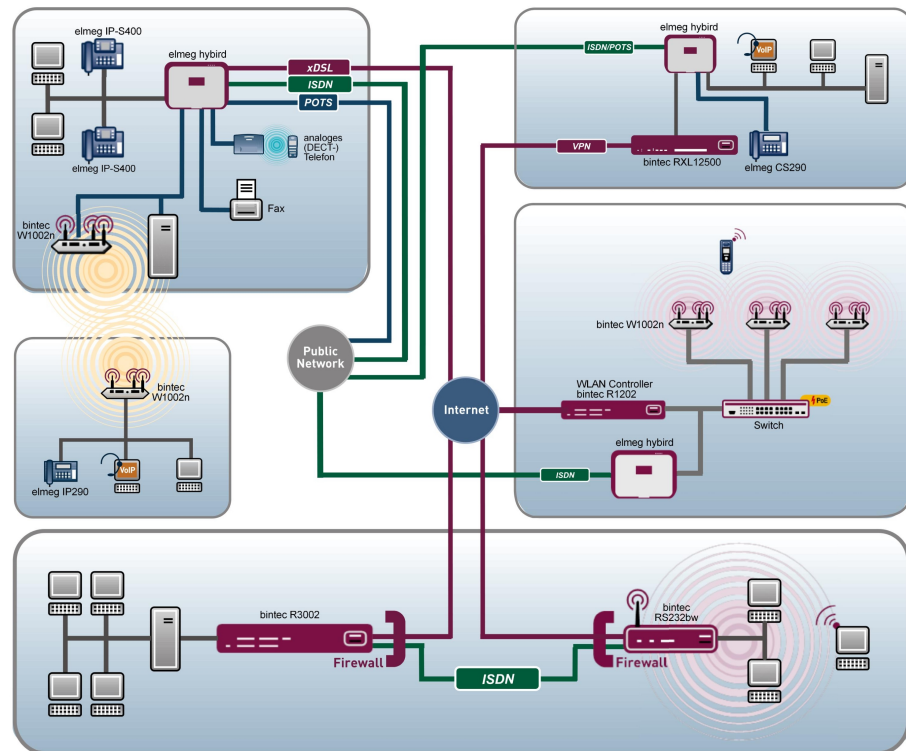 elmeg IP-S400
elmeg hybird
xDSL
ISDN
POTS
analoges
(DECT-)
Telefon
elmeg IP-S400
Fax
bintec
W1002n
ISDN/POTS
elmeg hybird
VoIP
VPN
bintec RXL12500
elmeg CS290
bintec W1002n
WLAN Controller
bintec R1202
PoE
Switch
elmeg hybird
ISDN
Public
Network
Internet
bintec
W1002n
VoIP
elmeg IP290
bintec R3002
Firewall
ISDN
bintec
RS232bw
Firewall